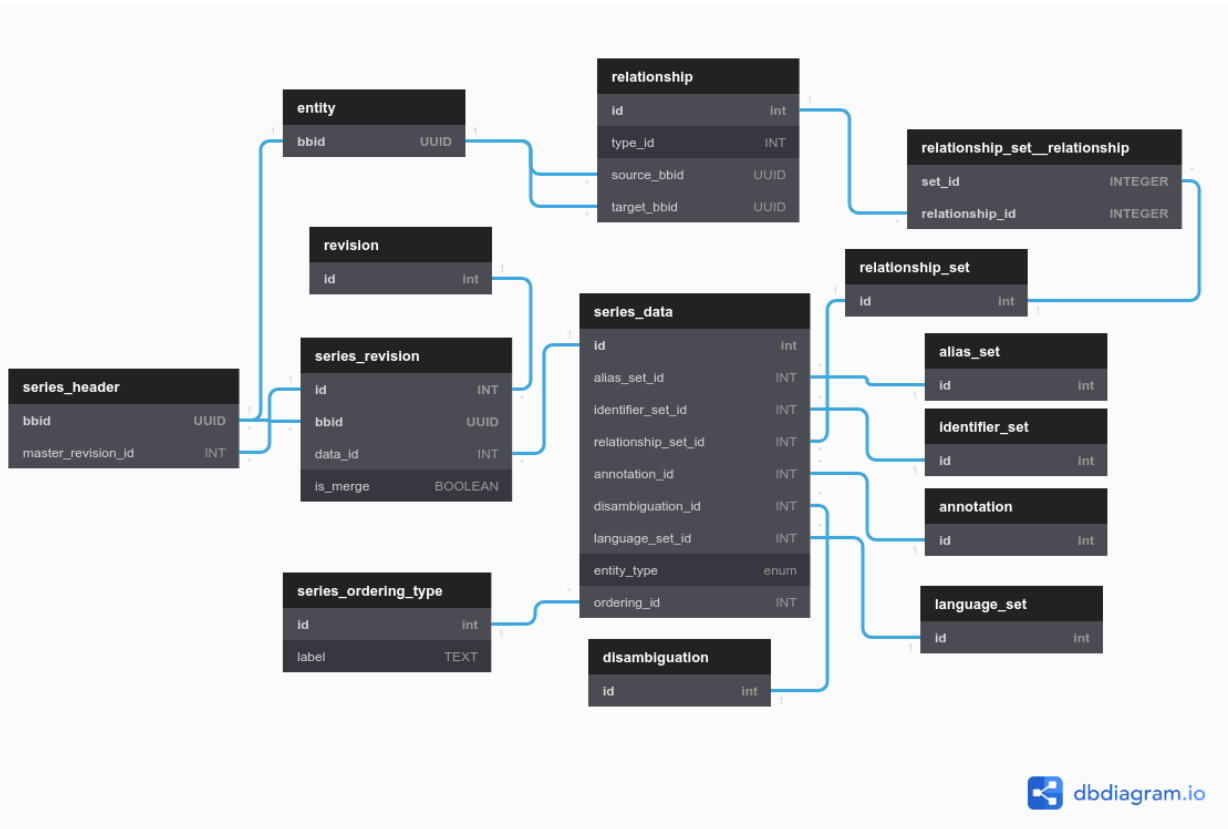 entity
bbid UUID
relationship
id int
type_id INT
source_bbid UUID
target_bbid UUID
relationship_set__relationship
set_id INTEGER
relationship_id INTEGER
revision
id int
relationship_set
id int
series_header
bbid UUID
master_revision_id INT
series_revision
id INT
bbid UUID
data_id INT
is_merge BOOLEAN
series_data
id int
alias_set_id INT
identifier_set_id INT
relationship_set_id INT
annotation_id INT
disambiguation_id INT
language_set_id INT
entity_type enum
ordering_id INT
alias_set
id int
identifier_set
id int
annotation
id int
language_set
id int
series_ordering_type
id int
label TEXT
disambiguation
id int
dbdiagram.io